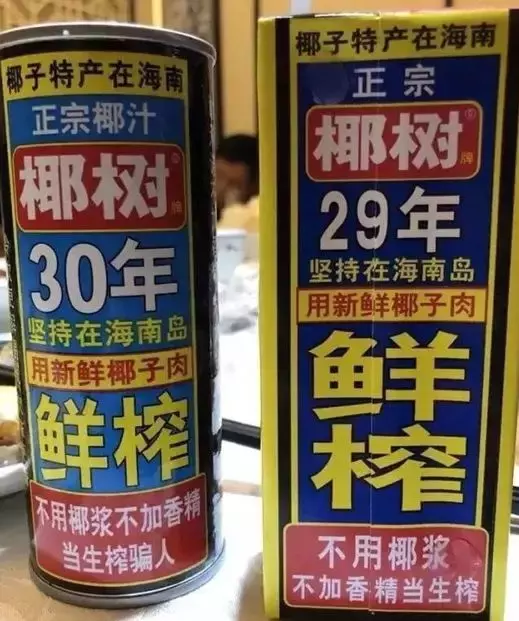 椰子特产在海南
正宗椰汁
椰树
牌
30年
坚持在海南岛
用新鲜椰子肉
鲜榨
不用椰浆不加香精
当生榨骗人
椰子特产在海南
正宗
椰树
牌
29年
坚持在海南岛
用新鲜椰子肉
鲜榨
不用椰浆
不加香精当生榨